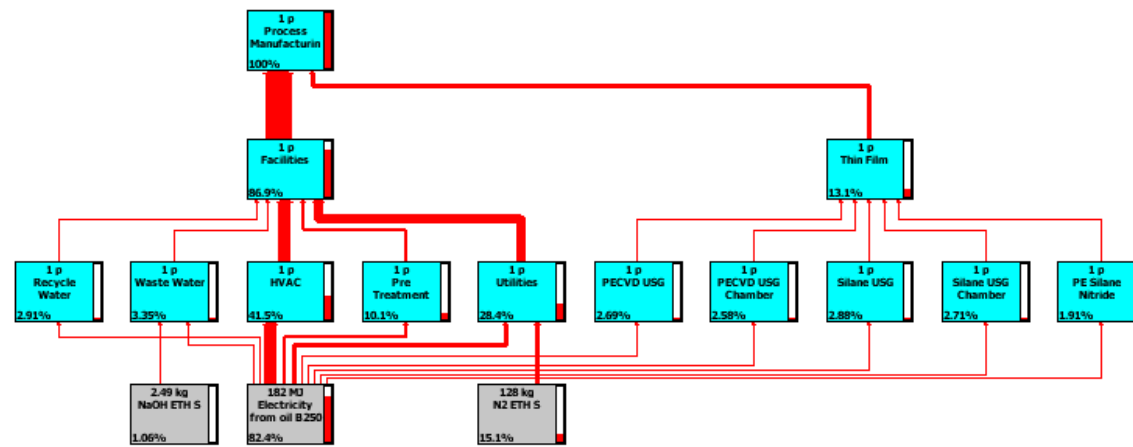 1 p
Process
Manufacturin
100%
1 p
Facilities
86.9%
1 p
Thin Film
13.1%
1 p
Recycle
Water
2.91%
1 p
Waste Water
3.35%
1 p
HVAC
41.5%
1 p
Pre
Treatment
10.1%
1 p
Utilities
28.4%
1 p
PECVD USG
2.69%
1 p
PECVD USG
Chamber
2.58%
1 p
Silane USG
2.88%
1 p
Silane USG
Chamber
2.71%
1 p
PE Silane
Nitride
1.91%
2.49 kg
NaOH ETH S
1.06%
182 MJ
Electricity
from oil B250
82.4%
128 kg
N2 ETH S
15.1%